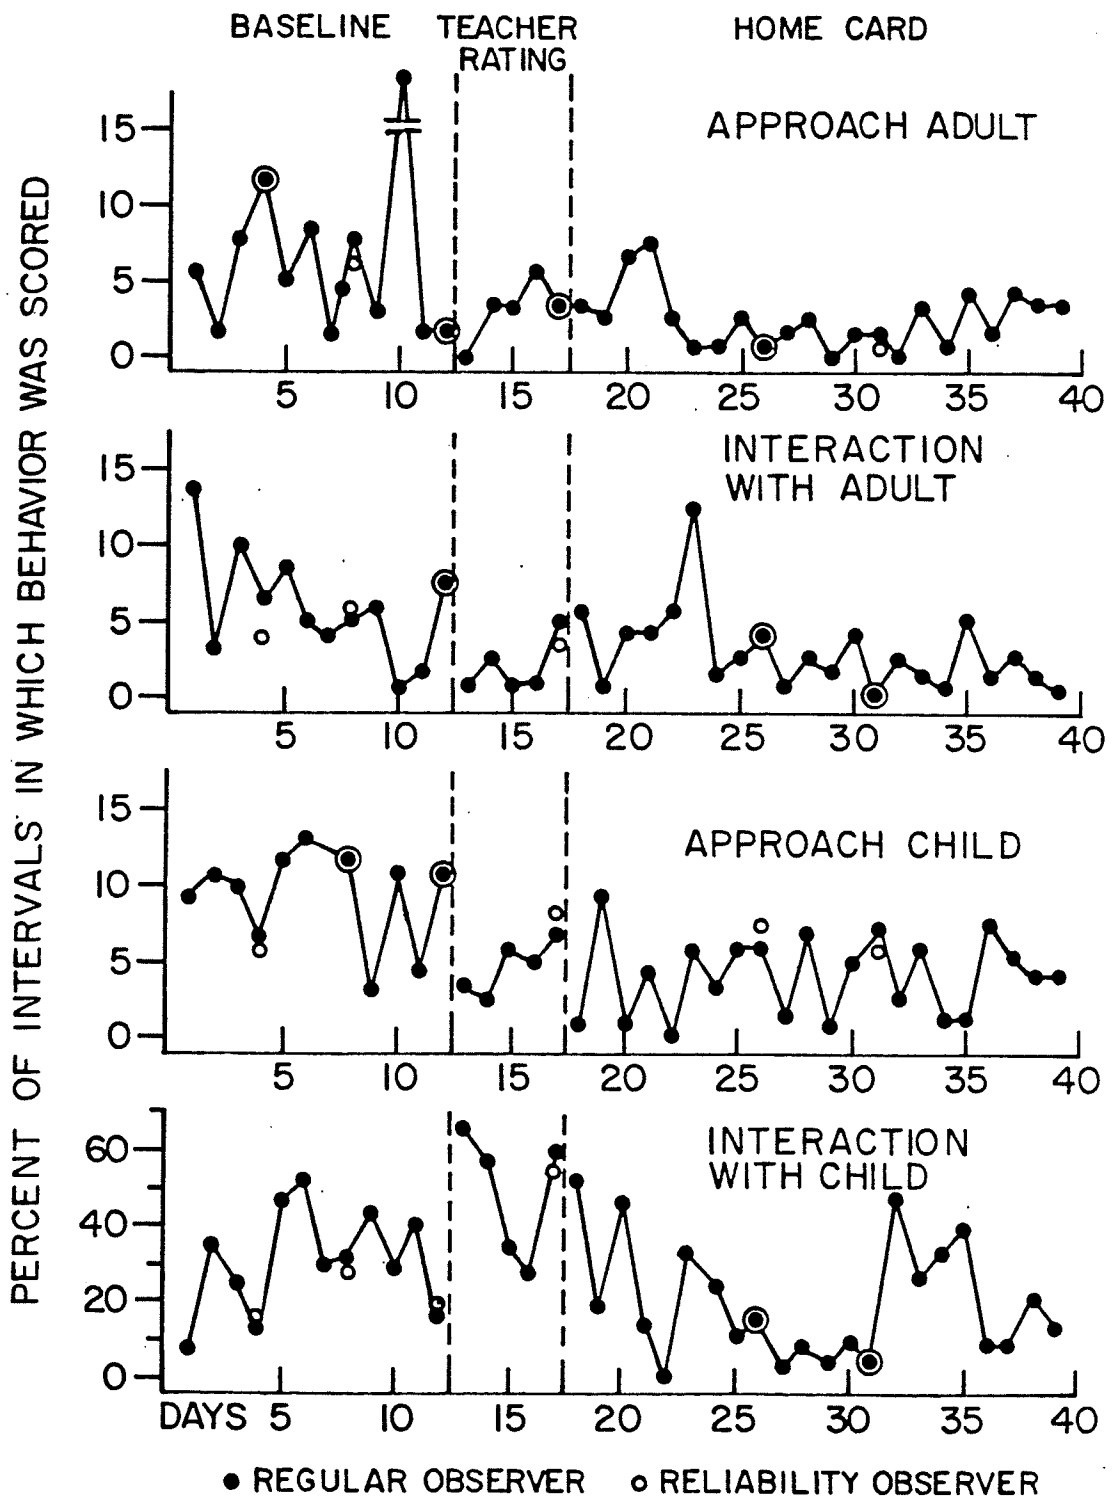 BASELINE TEACHER RATING HOME CARD
APPROACH ADULT
15
10
5
0
5 10 15 20 25 30 35 40
INTERACTION
WITH ADULT
15
10
5
0
5 10 15 20 25 30 35 40
APPROACH CHILD
15
10
5
0
5 10 15 20 25 30 35 40
INTERACTION
WITH CHILD
60
40
20
0
DAYS 5 10 15 20 25 30 35 40
PERCENT OF INTERVALS IN WHICH BEHAVIOR WAS SCORED
REGULAR OBSERVER RELIABILITY OBSERVER